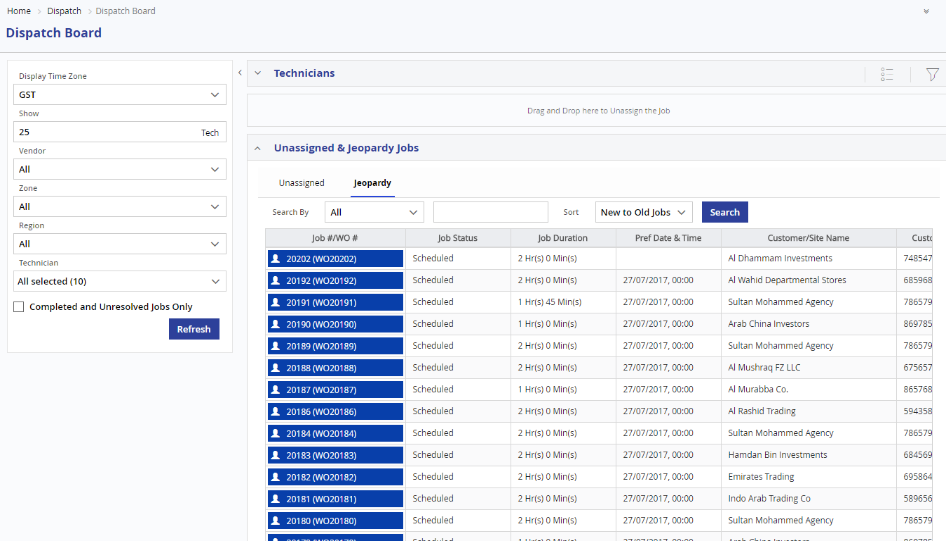 Home > Dispatch > Dispatch Board
Dispatch Board
Display Time Zone
GST
Show
25 Tech
Vendor
All
Zone
All
Region
All
Technician
All selected (10)
Completed and Unresolved Jobs Only
Refresh
Technicians
Drag and Drop here to Unassign the Job
Unassigned & Jeopardy Jobs
Unassigned Jeopardy
Search By All Sort New to Old Jobs Search
Job #/WO # Job Status Job Duration Pref Date & Time Customer/Site Name Custo
20202 (WO20202) Scheduled 2 Hr(s) 0 Min(s) Al Dhammam Investments 748547
20192 (WO20192) Scheduled 2 Hr(s) 0 Min(s) 27/07/2017, 00:00 Al Wahid Departmental Stores 685968
20191 (WO20191) Scheduled 1 Hr(s) 45 Min(s) 27/07/2017, 00:00 Sultan Mohammed Agency 786579
20190 (WO20190) Scheduled 1 Hr(s) 0 Min(s) 27/07/2017, 00:00 Arab China Investors 869785
20189 (WO20189) Scheduled 2 Hr(s) 0 Min(s) 27/07/2017, 00:00 Sultan Mohammed Agency 786579
20188 (WO20188) Scheduled 2 Hr(s) 0 Min(s) 27/07/2017, 00:00 Al Mushraq FZ LLC 675657
20187 (WO20187) Scheduled 1 Hr(s) 0 Min(s) 27/07/2017, 00:00 Al Murabba Co. 865768
20186 (WO20186) Scheduled 2 Hr(s) 0 Min(s) 27/07/2017, 00:00 Al Rashid Trading 594358
20184 (WO20184) Scheduled 2 Hr(s) 0 Min(s) 27/07/2017, 00:00 Sultan Mohammed Agency 786579
20183 (WO20183) Scheduled 2 Hr(s) 0 Min(s) 27/07/2017, 00:00 Hamdan Bin Investments 684569
20182 (WO20182) Scheduled 2 Hr(s) 0 Min(s) 27/07/2017, 00:00 Emirates Trading 695864
20181 (WO20181) Scheduled 2 Hr(s) 0 Min(s) 27/07/2017, 00:00 Indo Arab Trading Co 589656
20180 (WO20180) Scheduled 2 Hr(s) 0 Min(s) 27/07/2017, 00:00 Sultan Mohammed Agency 786579